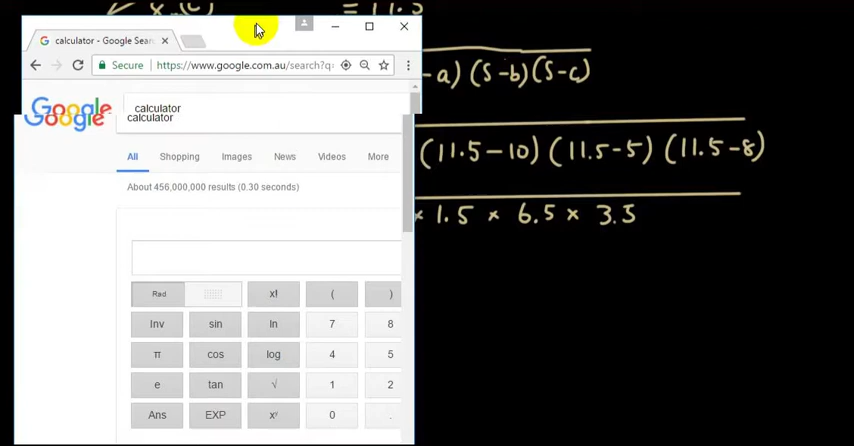 = 11.5
calculator - Google Sear
-a) (S-b)(S-c)
Secure https://www.google.com.au/search?q=
Google
Google
calculator
calculator
(11.5-10) (11.5-5) (11.5-8)
All Shopping Images News Videos More
About 456,000,000 results (0.30 seconds)
× 1.5 × 6.5 × 3.5
Rad x! ( )
Inv sin ln 7 8
π cos log 4 5
e tan √ 1 2
Ans EXP xʸ 0 .